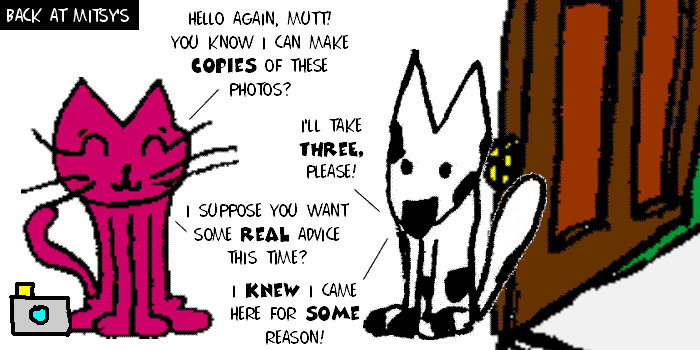 BACK AT MITSY'S
HELLO AGAIN, MUTT!
YOU KNOW I CAN MAKE
COPIES OF THESE
PHOTOS?
I'LL TAKE
THREE,
PLEASE!
I SUPPOSE YOU WANT
SOME REAL ADVICE
THIS TIME?
I KNEW I CAME
HERE FOR SOME
REASON!